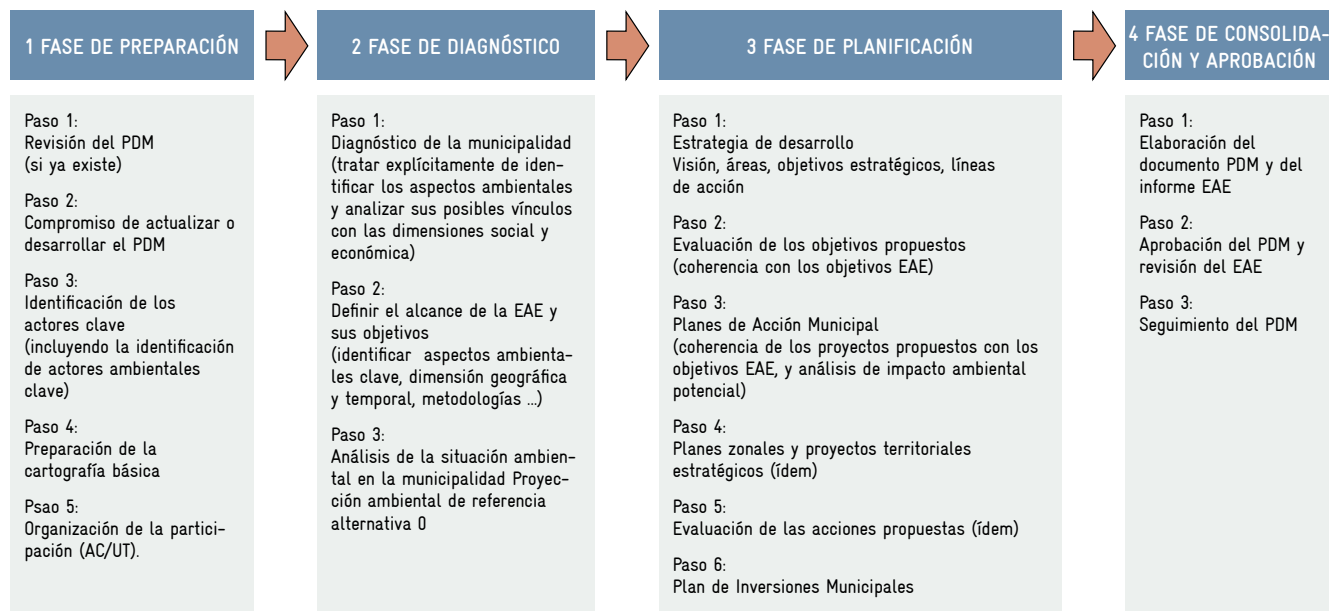 1 FASE DE PREPARACIÓN
Paso 1:
Revisión del PDM
(si ya existe)
Paso 2:
Compromiso de actualizar o
desarrollar el PDM
Paso 3:
Identificación de los
actores clave
(incluyendo la identificación
de actores ambientales
clave)
Paso 4:
Preparación de la
cartografía básica
Psao 5:
Organización de la partici-
pación (AC/UT).
2 FASE DE DIAGNÓSTICO
Paso 1:
Diagnóstico de la municipalidad
(tratar explícitamente de iden-
tificar los aspectos ambientales
y analizar sus posibles vínculos
con las dimensiones social y
económica)
Paso 2:
Definir el alcance de la EAE y
sus objetivos
(identificar aspectos ambienta-
les clave, dimensión geográfica
y temporal, metodologías ...)
Paso 3:
Análisis de la situación ambien-
tal en la municipalidad Proyec-
ción ambiental de referencia
alternativa 0
3 FASE DE PLANIFICACIÓN
Paso 1:
Estrategia de desarrollo
Visión, áreas, objetivos estratégicos, líneas
de acción
Paso 2:
Evaluación de los objetivos propuestos
(coherencia con los objetivos EAE)
Paso 3:
Planes de Acción Municipal
(coherencia de los proyectos propuestos con los
objetivos EAE, y análisis de impacto ambiental
potencial)
Paso 4:
Planes zonales y proyectos territoriales
estratégicos (ídem)
Paso 5:
Evaluación de las acciones propuestas (ídem)
Paso 6:
Plan de Inversiones Municipales
4 FASE DE CONSOLIDA-
CIÓN Y APROBACIÓN
Paso 1:
Elaboración del
documento PDM y del
informe EAE
Paso 2:
Aprobación del PDM y
revisión del EAE
Paso 3:
Seguimiento del PDM